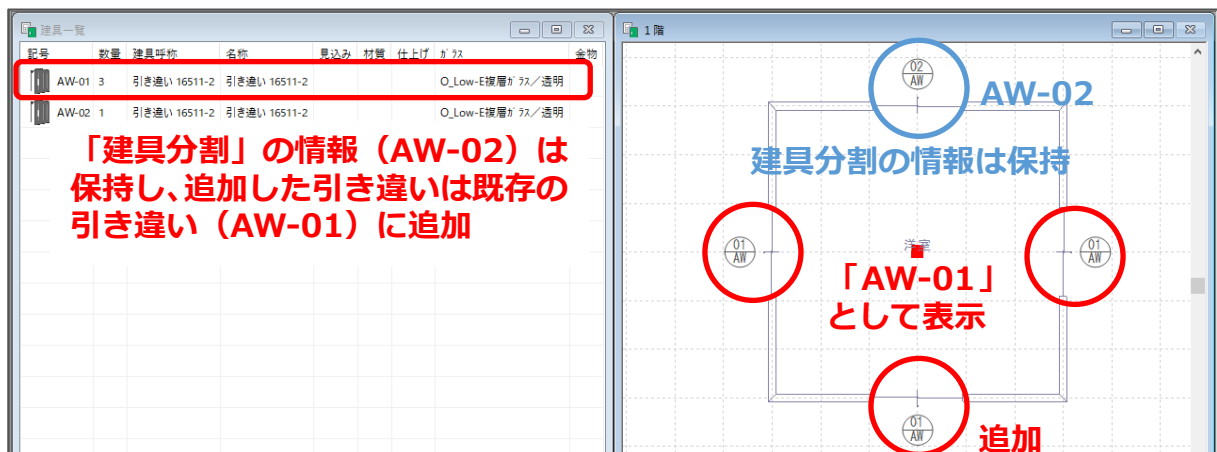 建具一覧
記号 数量 建具呼称 名称 見込み 材質 仕上げ ガラス 金物
AW-01 3 引き違い 16511-2 引き違い 16511-2 O_Low-E複層ガラス／透明
AW-02 1 引き違い 16511-2 引き違い 16511-2 O_Low-E複層ガラス／透明
「建具分割」の情報（AW-02）は
保持し、追加した引き違いは既存の
引き違い（AW-01）に追加
1階
02
AW
AW-02
建具分割の情報は保持
01
AW
洋室
01
AW
「AW-01」
として表示
01
AW
追加